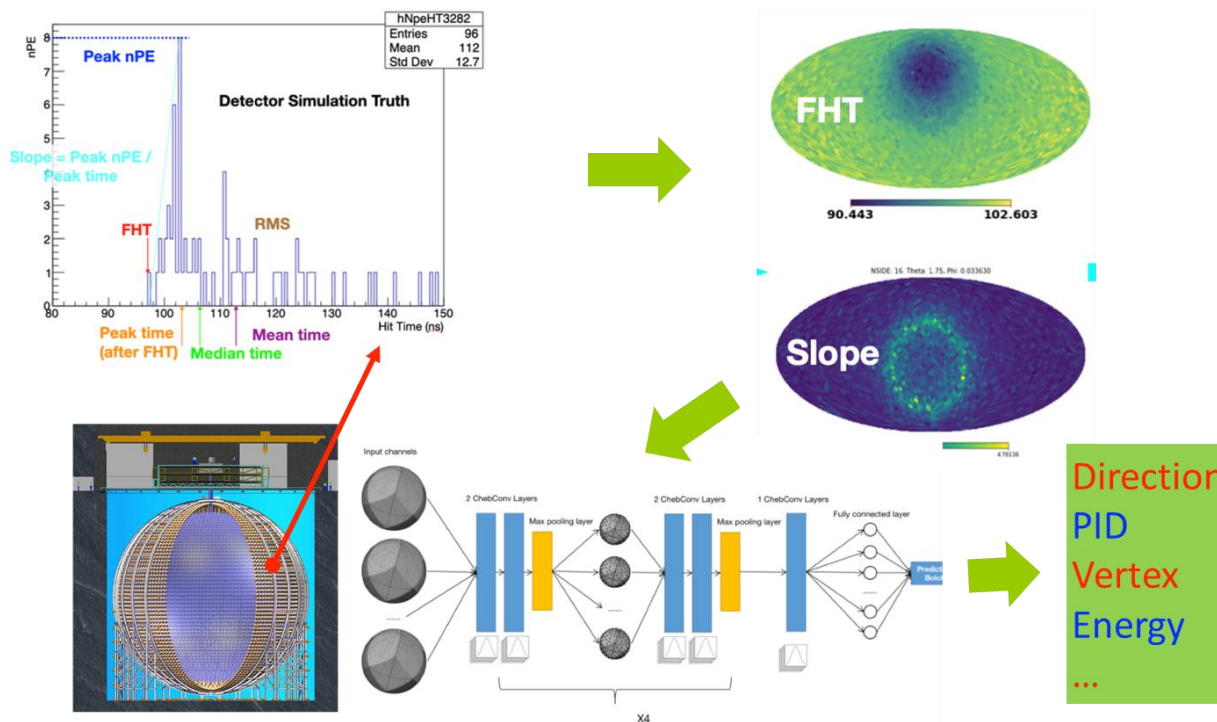 hNpeHT3282
Entries 96
Mean 112
Std Dev 12.7
nPE
8
7
6
5
4
3
2
1
0
Peak nPE
Detector Simulation Truth
Slope = Peak nPE /
Peak time
FHT
RMS
80 90 100 110 120 130 140 150
Hit Time (ns)
Peak time
(after FHT)
Median time
Mean time
FHT
90.443 102.603
NSIDE: 16. Theta: 1.75, Phi: 0.033630
Slope
4.76136
Input channels
2 ChebConv Layers
Max pooling layer
2 ChebConv Layers
Max pooling layer
1 ChebConv Layers
Fully connected layer
X4
Direction
PID
Vertex
Energy
...